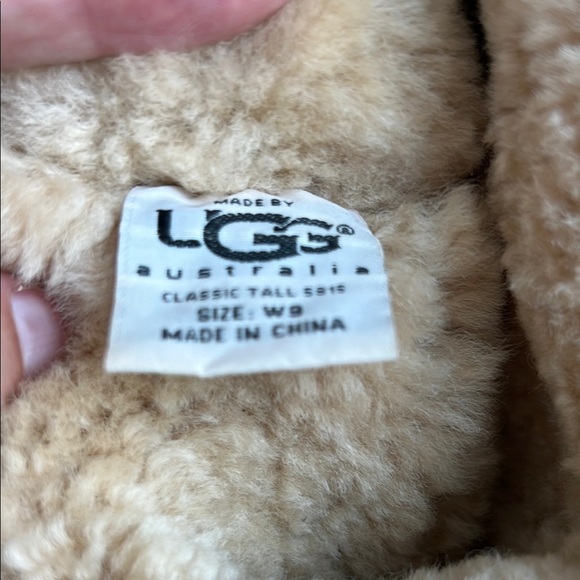 MADE BY
UGG®
australia
CLASSIC TALL 5815
SIZE: W9
MADE IN CHINA